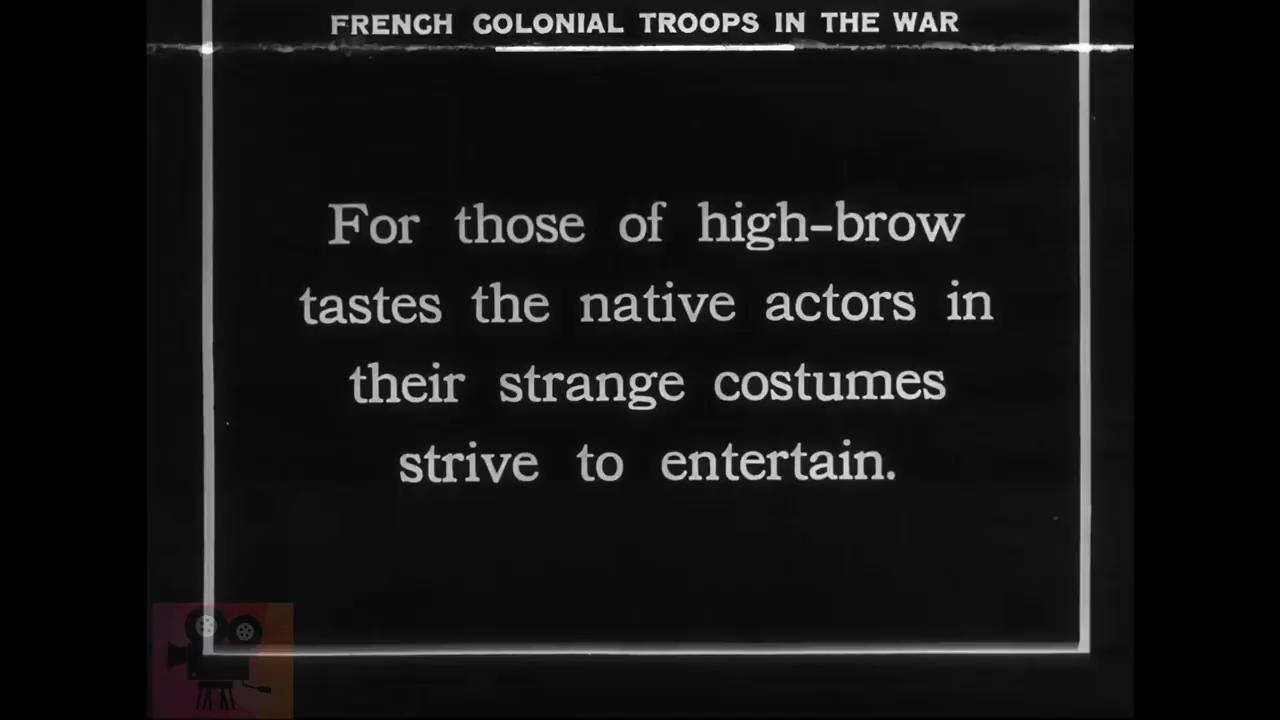 FRENCH COLONIAL TROOPS IN THE WAR
For those of high-brow
tastes the native actors in
their strange costumes
strive to entertain.